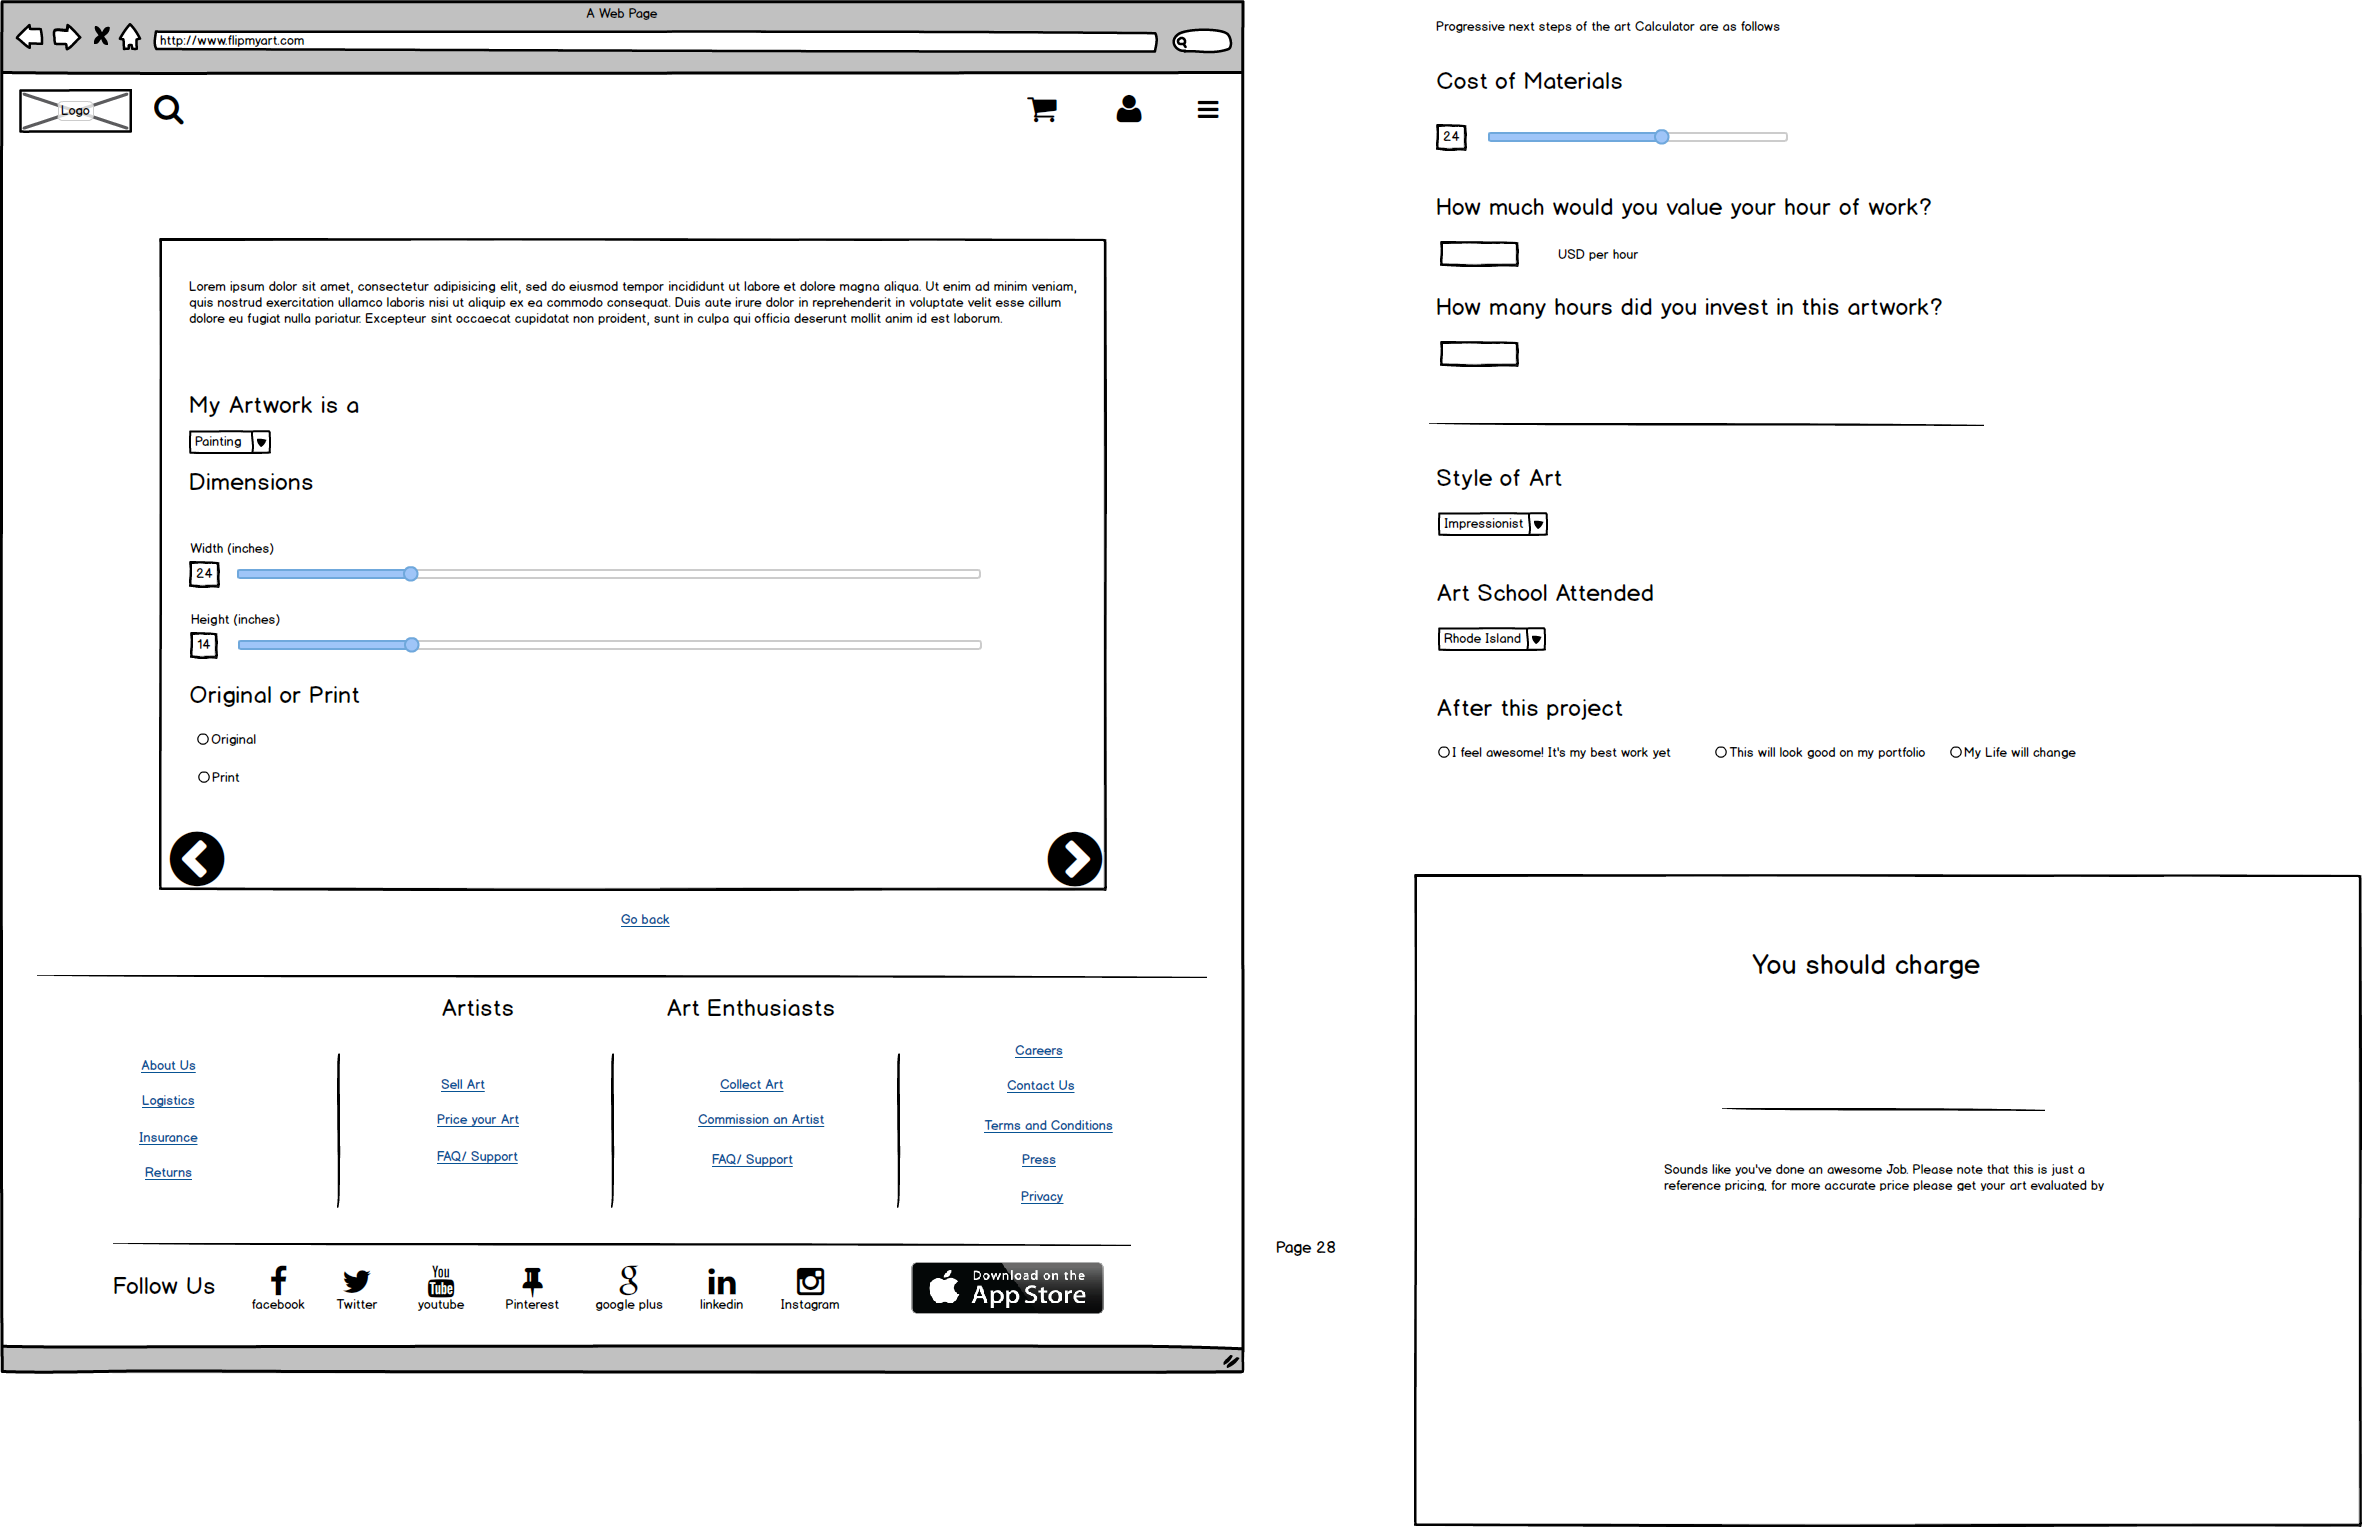 A Web Page
http://www.flipmyart.com
Logo
Lorem ipsum dolor sit amet, consectetur adipisicing elit, sed do eiusmod tempor incididunt ut labore et dolore magna aliqua. Ut enim ad minim veniam,
quis nostrud exercitation ullamco laboris nisi ut aliquip ex ea commodo consequat. Duis aute irure dolor in reprehenderit in voluptate velit esse cillum
dolore eu fugiat nulla pariatur. Excepteur sint occaecat cupidatat non proident, sunt in culpa qui officia deserunt mollit anim id est laborum.
My Artwork is a
Painting
Dimensions
Width (inches)
24
Height (inches)
14
Original or Print
Original
Print
Go back
About Us
Logistics
Insurance
Returns
Artists
Sell Art
Price your Art
FAQ/ Support
Art Enthusiasts
Collect Art
Commission an Artist
FAQ/ Support
Careers
Contact Us
Terms and Conditions
Press
Privacy
Follow Us
facebook
Twitter
You
Tube
youtube
Pinterest
g
google plus
in
linkedin
Instagram
Download on the
App Store
Page 28
Progressive next steps of the art Calculator are as follows
Cost of Materials
24
How much would you value your hour of work?
USD per hour
How many hours did you invest in this artwork?
Style of Art
Impressionist
Art School Attended
Rhode Island
After this project
I feel awesome! It's my best work yet
This will look good on my portfolio
My Life will change
You should charge
Sounds like you've done an awesome Job. Please note that this is just a
reference pricing, for more accurate price please get your art evaluated by